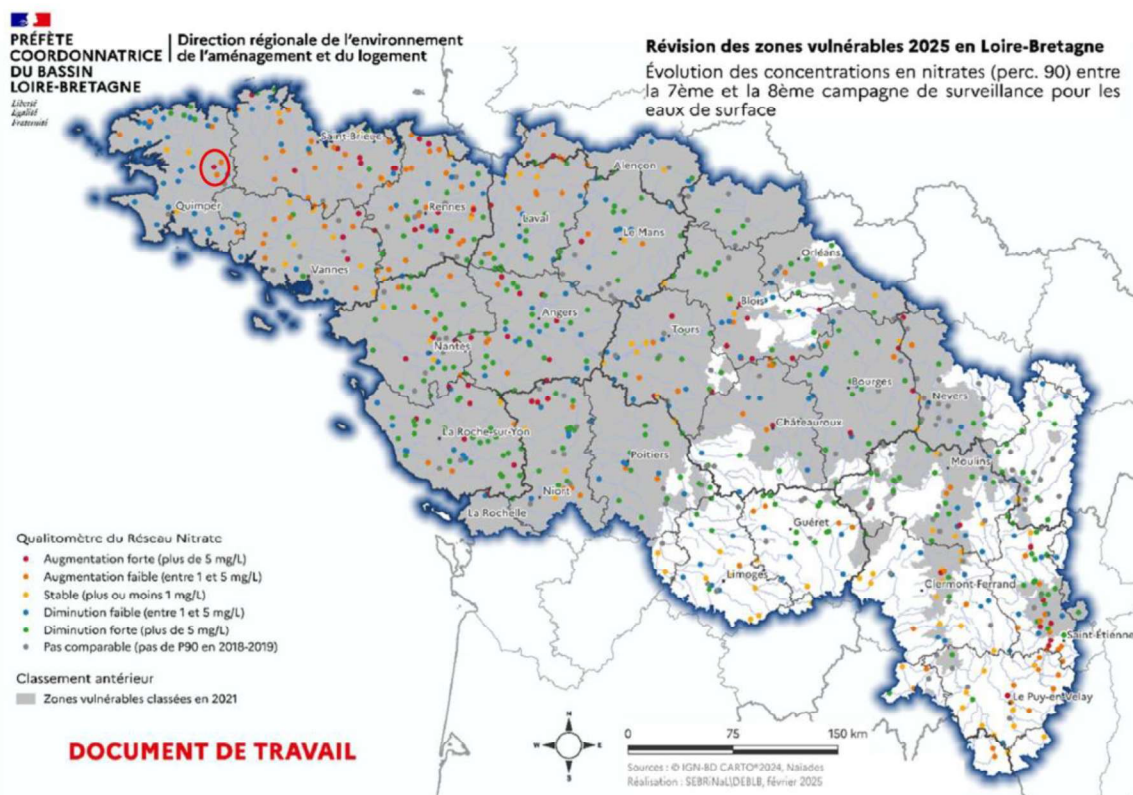 PRÉFÈTE
COORDONNATRICE
DU BASSIN
LOIRE-BRETAGNE
Liberté
Égalité
Fraternité
Direction régionale de l'environnement
de l'aménagement et du logement
Révision des zones vulnérables 2025 en Loire-Bretagne
Évolution des concentrations en nitrates (perc. 90) entre
la 7ème et la 8ème campagne de surveillance pour les
eaux de surface
Saint-Brieuc
Alençon
Quimper
Rennes
Laval
Le Mans
Orléans
Vannes
Blois
Angers
Tours
Nantes
Bourges
Nevers
La Roche-sur-Yon
Châteauroux
Poitiers
Moulins
Niort
La Rochelle
Guéret
Limoges
Clermont-Ferrand
Saint-Étienne
Le Puy-en-Velay
Qualitomètre du Réseau Nitrate
Augmentation forte (plus de 5 mg/L)
Augmentation faible (entre 1 et 5 mg/L)
Stable (plus ou moins 1 mg/L)
Diminution faible (entre 1 et 5 mg/L)
Diminution forte (plus de 5 mg/L)
Pas comparable (pas de P90 en 2018-2019)
Classement antérieur
Zones vulnérables classées en 2021
DOCUMENT DE TRAVAIL
N
W
E
S
0 75 150 km
Sources : © IGN-BD CARTO®2024, Naïades
Réalisation : SEBRiNaL\DEBLB, février 2025